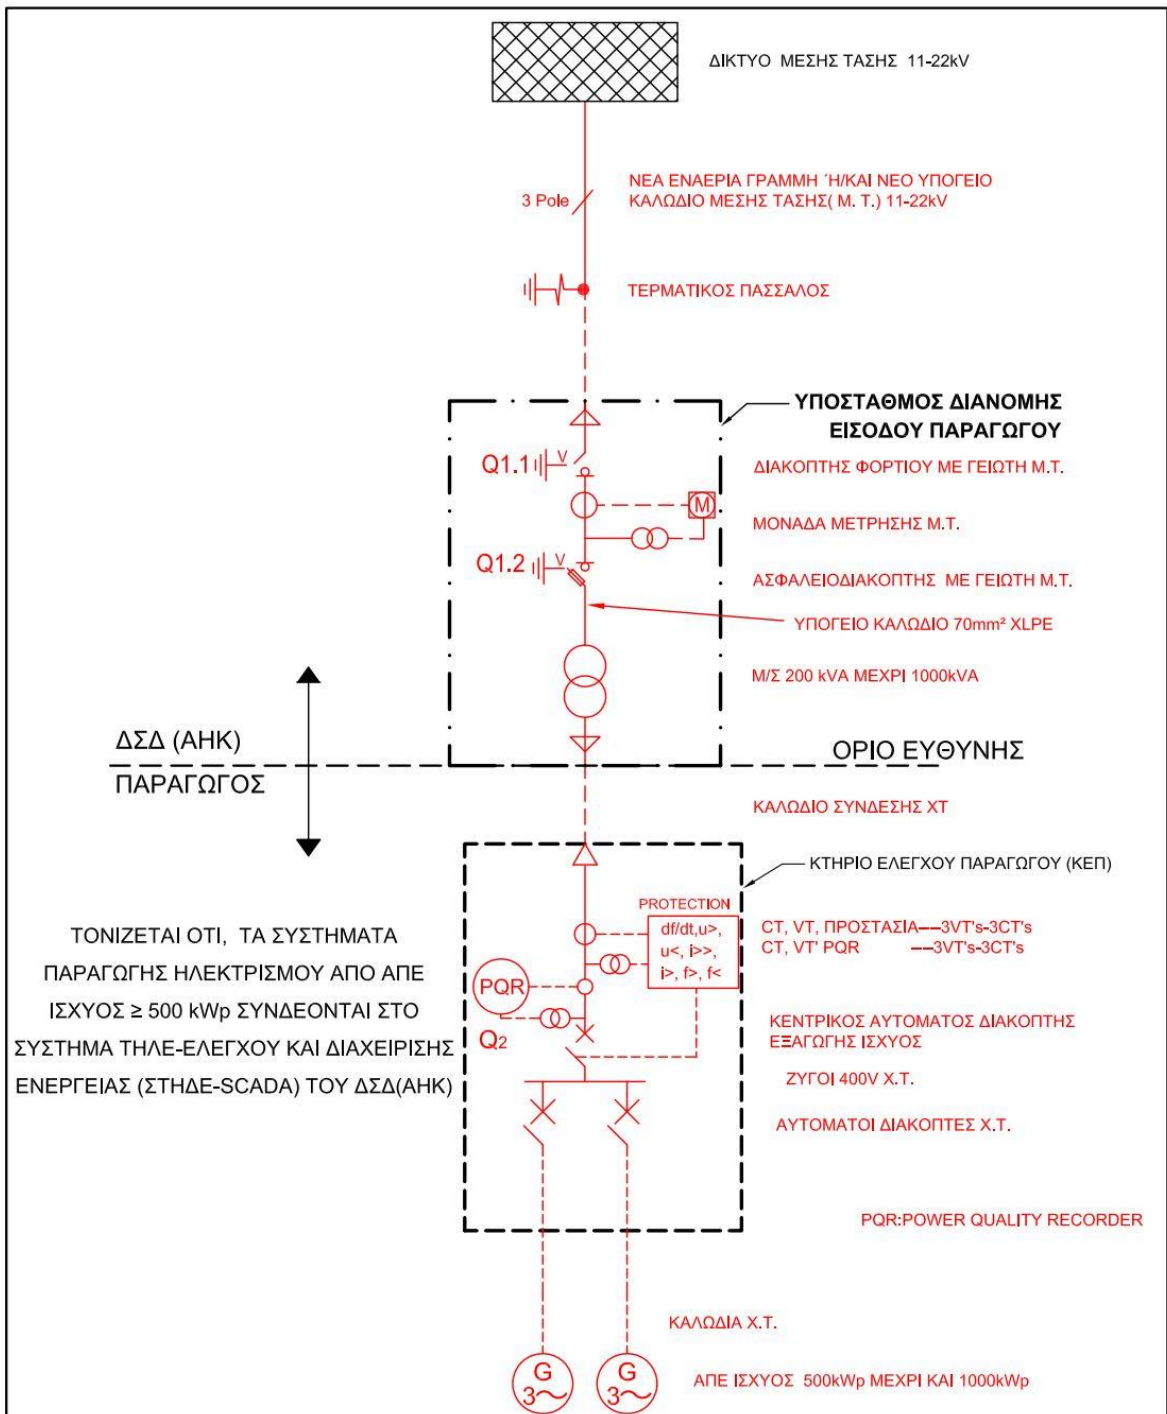 ΔΙΚΤΥΟ ΜΕΣΗΣ ΤΑΣΗΣ 11-22kV
3 Pole
ΝΕΑ ΕΝΑΕΡΙΑ ΓΡΑΜΜΗ Ή/ΚΑΙ ΝΕΟ ΥΠΟΓΕΙΟ
ΚΑΛΩΔΙΟ ΜΕΣΗΣ ΤΑΣΗΣ( Μ. Τ.) 11-22kV
ΤΕΡΜΑΤΙΚΟΣ ΠΑΣΣΑΛΟΣ
ΥΠΟΣΤΑΘΜΟΣ ΔΙΑΝΟΜΗΣ
ΕΙΣΟΔΟΥ ΠΑΡΑΓΩΓΟΥ
Q1.1
V
ΔΙΑΚΟΠΤΗΣ ΦΟΡΤΙΟΥ ΜΕ ΓΕΙΩΤΗ Μ.Τ.
M
ΜΟΝΑΔΑ ΜΕΤΡΗΣΗΣ Μ.Τ.
Q1.2
V
ΑΣΦΑΛΕΙΟΔΙΑΚΟΠΤΗΣ ΜΕ ΓΕΙΩΤΗ Μ.Τ.
ΥΠΟΓΕΙΟ ΚΑΛΩΔΙΟ 70mm² XLPE
Μ/Σ 200 kVA ΜΕΧΡΙ 1000kVA
ΔΣΔ (ΑΗΚ)
ΟΡΙΟ ΕΥΘΥΝΗΣ
ΠΑΡΑΓΩΓΟΣ
ΚΑΛΩΔΙΟ ΣΥΝΔΕΣΗΣ ΧΤ
ΚΤΗΡΙΟ ΕΛΕΓΧΟΥ ΠΑΡΑΓΩΓΟΥ (ΚΕΠ)
PROTECTION
df/dt,u>,
u<, i>>,
i>, f>, f<
CT, VT, ΠΡΟΣΤΑΣΙΑ----3VT's-3CT's
CT, VT' PQR ----3VT's-3CT's
ΤΟΝΙΖΕΤΑΙ ΟΤΙ, ΤΑ ΣΥΣΤΗΜΑΤΑ
ΠΑΡΑΓΩΓΗΣ ΗΛΕΚΤΡΙΣΜΟΥ ΑΠΟ ΑΠΕ
ΙΣΧΥΟΣ ≥ 500 kWp ΣΥΝΔΕΟΝΤΑΙ ΣΤΟ
ΣΥΣΤΗΜΑ ΤΗΛΕ-ΕΛΕΓΧΟΥ ΚΑΙ ΔΙΑΧΕΙΡΙΣΗΣ
ΕΝΕΡΓΕΙΑΣ (ΣΤΗΔΕ-SCADA) ΤΟΥ ΔΣΔ(ΑΗΚ)
PQR
Q2
ΚΕΝΤΡΙΚΟΣ ΑΥΤΟΜΑΤΟΣ ΔΙΑΚΟΠΤΗΣ
ΕΞΑΓΩΓΗΣ ΙΣΧΥΟΣ
ΖΥΓΟΙ 400V Χ.Τ.
ΑΥΤΟΜΑΤΟΙ ΔΙΑΚΟΠΤΕΣ Χ.Τ.
PQR:POWER QUALITY RECORDER
ΚΑΛΩΔΙΑ Χ.Τ.
G
3~
G
3~
ΑΠΕ ΙΣΧΥΟΣ 500kWp ΜΕΧΡΙ ΚΑΙ 1000kWp